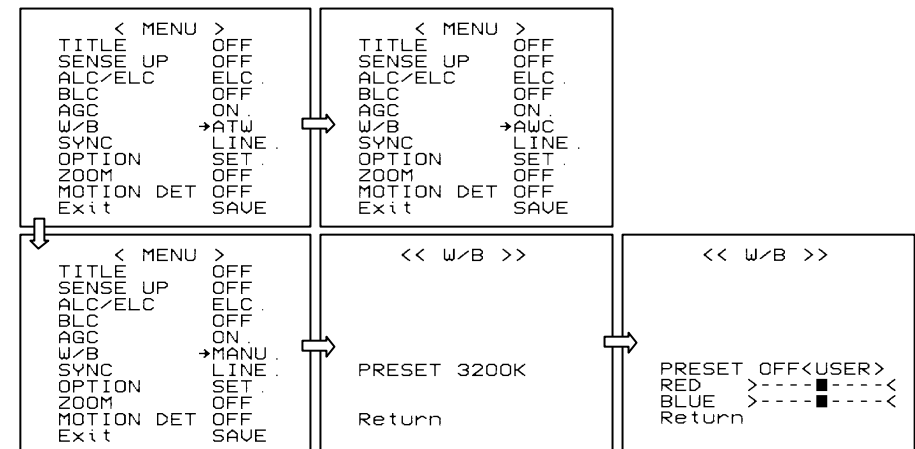 < MENU >
TITLE OFF
SENSE UP OFF
ALC/ELC ELC.
BLC OFF
AGC ON.
W/B →ATW
SYNC LINE.
OPTION SET.
ZOOM OFF
MOTION DET OFF
Exit SAVE
< MENU >
TITLE OFF
SENSE UP OFF
ALC/ELC ELC.
BLC OFF
AGC ON.
W/B →AWC
SYNC LINE.
OPTION SET.
ZOOM OFF
MOTION DET OFF
Exit SAVE
< MENU >
TITLE OFF
SENSE UP OFF
ALC/ELC ELC.
BLC OFF
AGC ON.
W/B →MANU.
SYNC LINE.
OPTION SET.
ZOOM OFF
MOTION DET OFF
Exit SAVE
<< W/B >>
PRESET 3200K
Return
<< W/B >>
PRESET OFF<USER>
RED >----■----<
BLUE >----■----<
Return